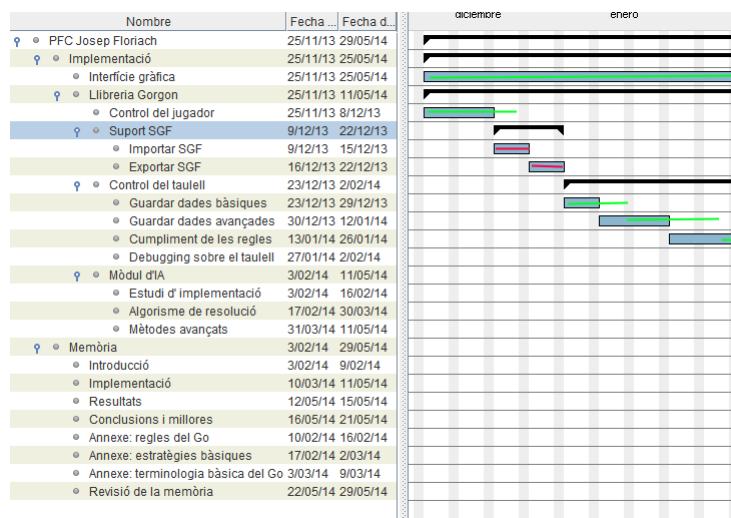 Nombre Fecha ... Fecha d... diciembre enero
PFC Josep Floriach 25/11/13 29/05/14
Implementació 25/11/13 25/05/14
Interfície gràfica 25/11/13 25/05/14
Llibreria Gorgon 25/11/13 11/05/14
Control del jugador 25/11/13 8/12/13
Suport SGF 9/12/13 22/12/13
Importar SGF 9/12/13 15/12/13
Exportar SGF 16/12/13 22/12/13
Control del taulell 23/12/13 2/02/14
Guardar dades bàsiques 23/12/13 29/12/13
Guardar dades avançades 30/12/13 12/01/14
Cumpliment de les regles 13/01/14 26/01/14
Debugging sobre el taulell 27/01/14 2/02/14
Mòdul d'IA 3/02/14 11/05/14
Estudi d' implementació 3/02/14 16/02/14
Algorisme de resolució 17/02/14 30/03/14
Mètodes avançats 31/03/14 11/05/14
Memòria 3/02/14 29/05/14
Introducció 3/02/14 9/02/14
Implementació 10/03/14 11/05/14
Resultats 12/05/14 15/05/14
Conclusions i millores 16/05/14 21/05/14
Annexe: regles del Go 10/02/14 16/02/14
Annexe: estratègies bàsiques 17/02/14 2/03/14
Annexe: terminologia bàsica del Go 3/03/14 9/03/14
Revisió de la memòria 22/05/14 29/05/14